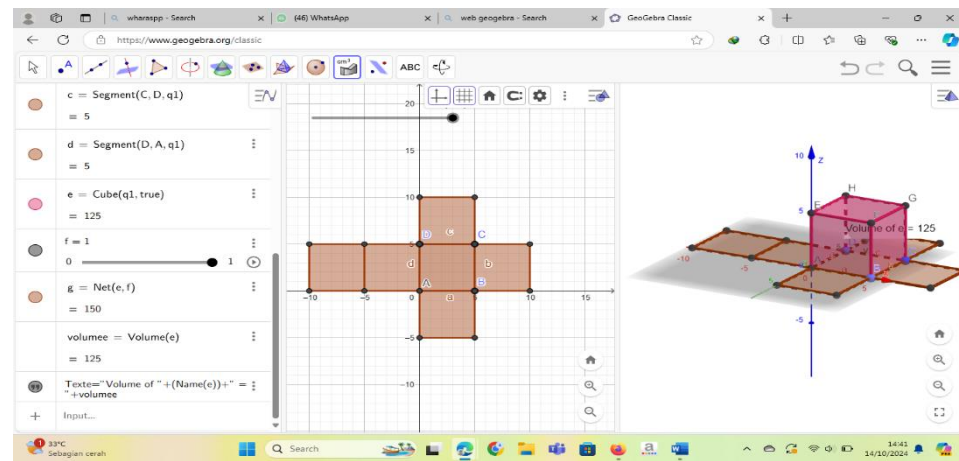 wharaspp - Search
(46) WhatsApp
web geogebra - Search
GeoGebra Classic
https://www.geogebra.org/classic
A
cm³
ABC
c = Segment(C, D, q1)
= 5
d = Segment(D, A, q1)
= 5
e = Cube(q1, true)
= 125
f = 1
0 1
g = Net(e, f)
= 150
volumee = Volume(e)
= 125
Texte="Volume of "+(Name(e))+" =
"+volumee
Input...
20
15
10
5
D c C
d b
A B
−10 −5 0 a 5 10 15
−5
−10
10 z
H
5 E G
Volume of e = 125
-10
-5
A
0
B
5
-5
33°C
Sebagian cerah
Search
14:41
14/10/2024